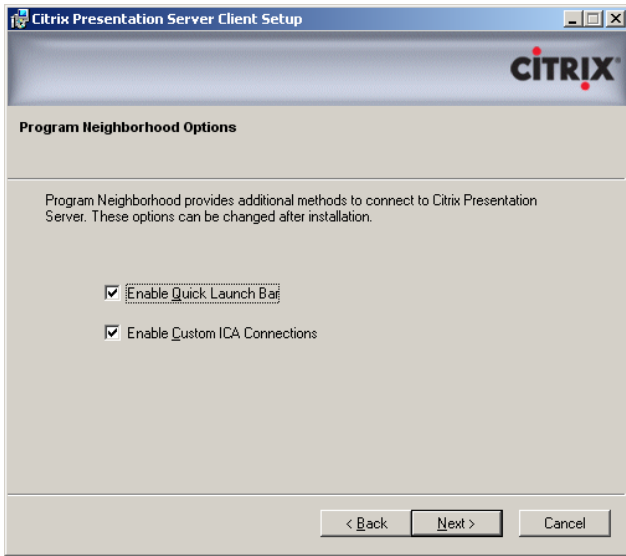 Citrix Presentation Server Client Setup
CITRIX
Program Neighborhood Options
Program Neighborhood provides additional methods to connect to Citrix Presentation
Server. These options can be changed after installation.
Enable Quick Launch Bar
Enable Custom ICA Connections
< Back Next > Cancel